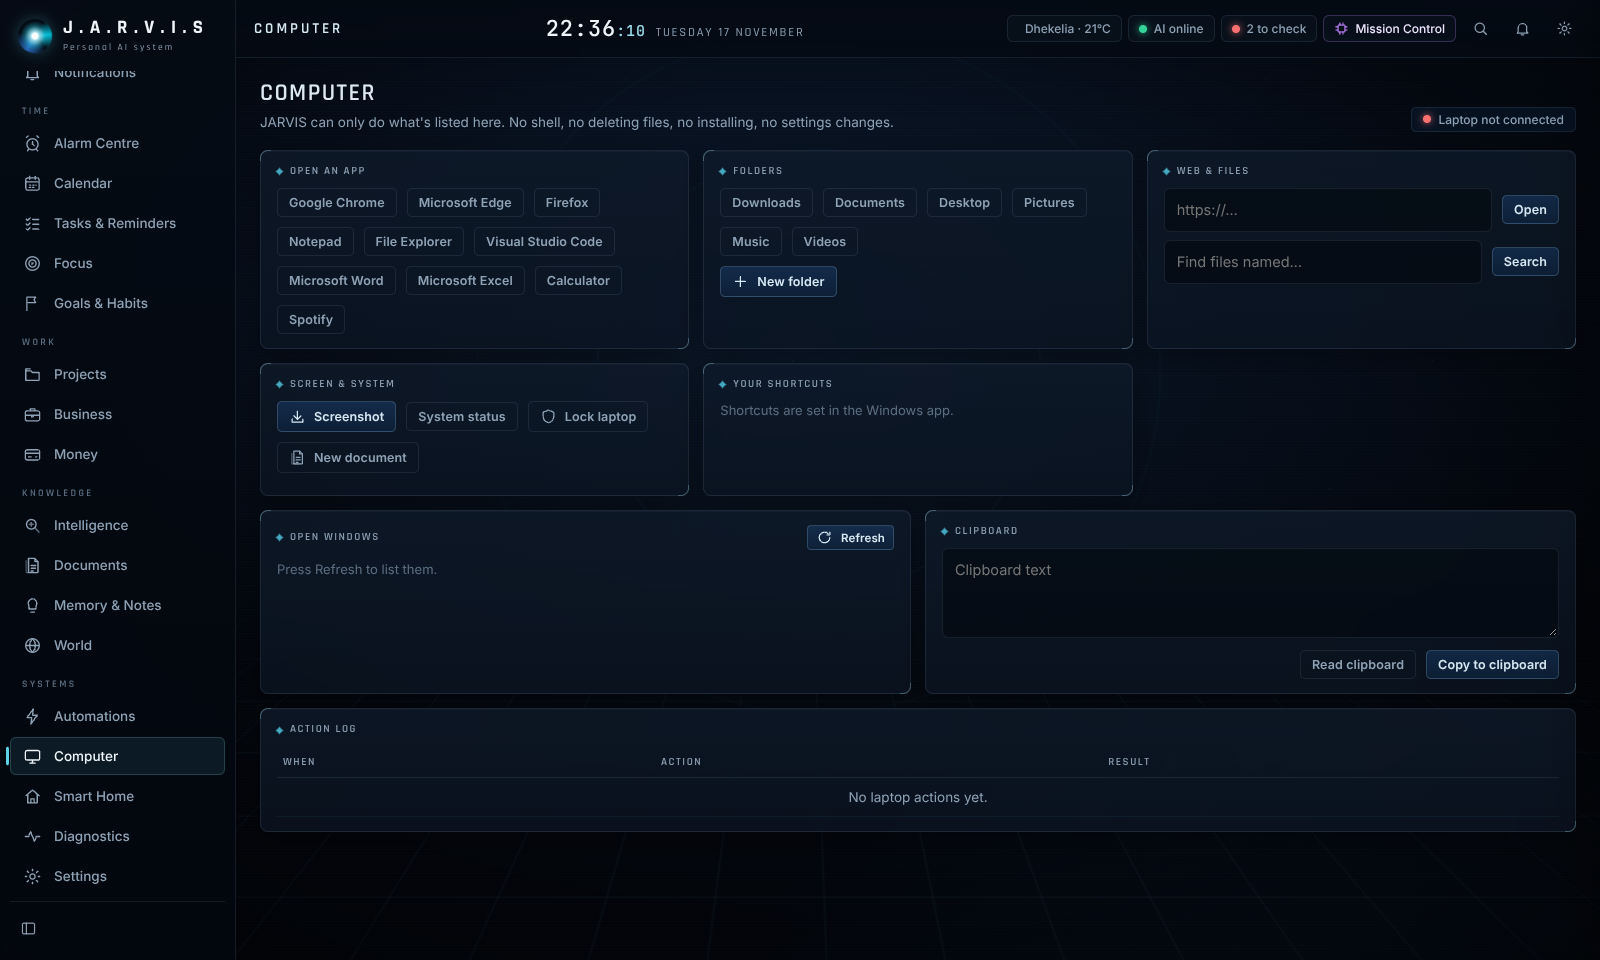 J.A.R.V.I.S
Personal AI system
Notifications
TIME
Alarm Centre
Calendar
Tasks & Reminders
Focus
Goals & Habits
WORK
Projects
Business
Money
KNOWLEDGE
Intelligence
Documents
Memory & Notes
World
SYSTEMS
Automations
Computer
Smart Home
Diagnostics
Settings
COMPUTER
22:36:10 TUESDAY 17 NOVEMBER
Dhekelia · 21°C
AI online
2 to check
Mission Control
COMPUTER
JARVIS can only do what's listed here. No shell, no deleting files, no installing, no settings changes.
Laptop not connected
OPEN AN APP
Google Chrome Microsoft Edge Firefox
Notepad File Explorer Visual Studio Code
Microsoft Word Microsoft Excel Calculator
Spotify
FOLDERS
Downloads Documents Desktop Pictures
Music Videos
New folder
WEB & FILES
https://... Open
Find files named... Search
SCREEN & SYSTEM
Screenshot System status Lock laptop
New document
YOUR SHORTCUTS
Shortcuts are set in the Windows app.
OPEN WINDOWS
Refresh
Press Refresh to list them.
CLIPBOARD
Clipboard text
Read clipboard Copy to clipboard
ACTION LOG
WHEN ACTION RESULT
No laptop actions yet.